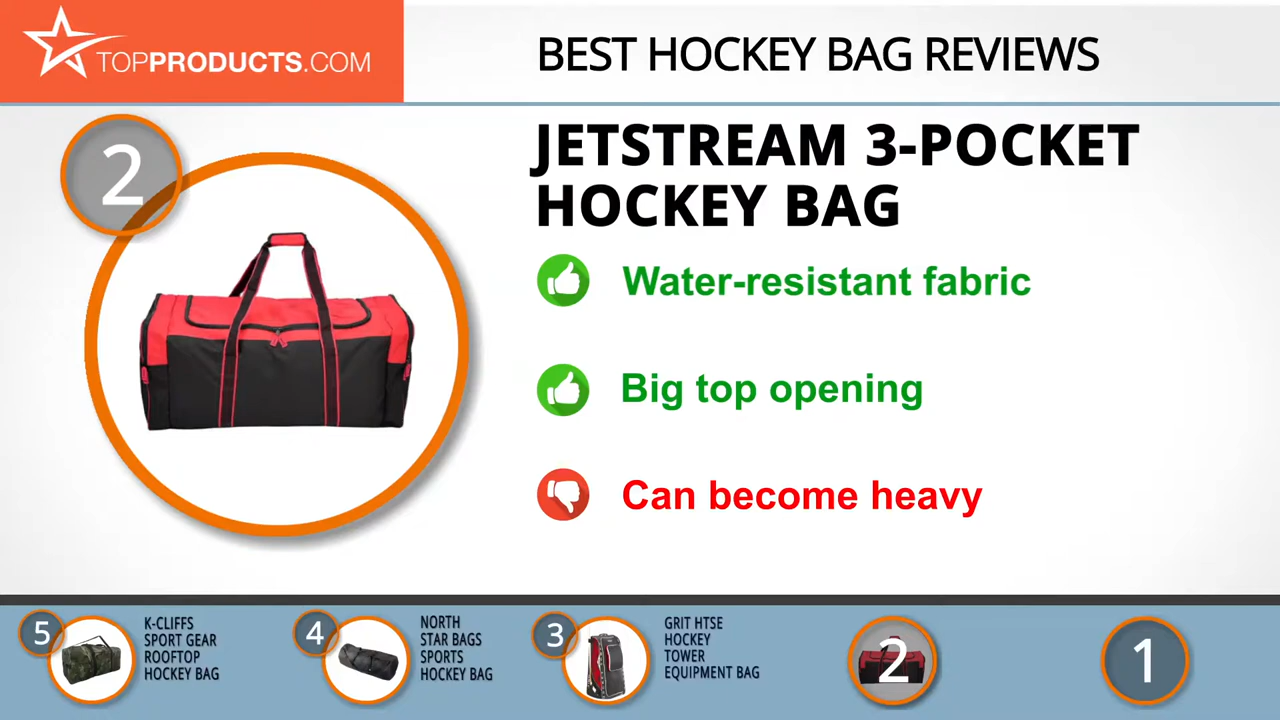 TOPPRODUCTS.COM
BEST HOCKEY BAG REVIEWS
2
JETSTREAM 3-POCKET
HOCKEY BAG
Water-resistant fabric
Big top opening
Can become heavy
5
K-CLIFFS
SPORT GEAR
ROOFTOP
HOCKEY BAG
4
NORTH
STAR BAGS
SPORTS
HOCKEY BAG
3
GRIT HTSE
HOCKEY
TOWER
EQUIPMENT BAG
2
1